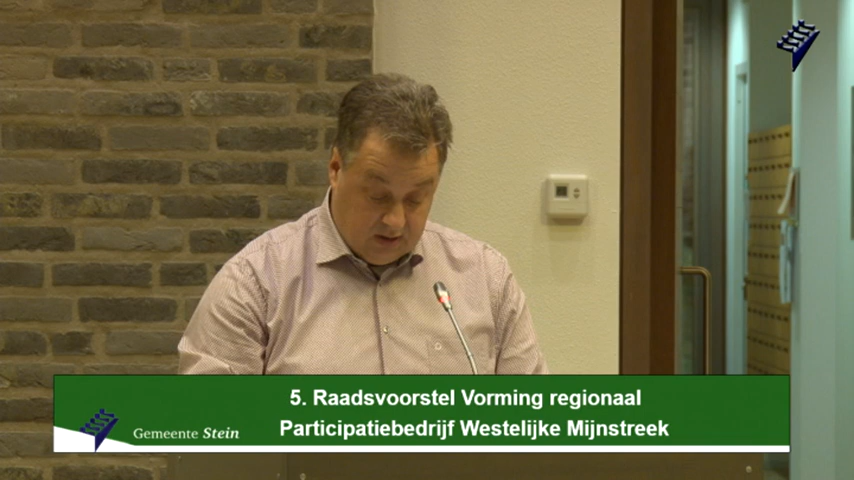 5. Raadsvoorstel Vorming regionaal
Participatiebedrijf Westelijke Mijnstreek
Gemeente Stein